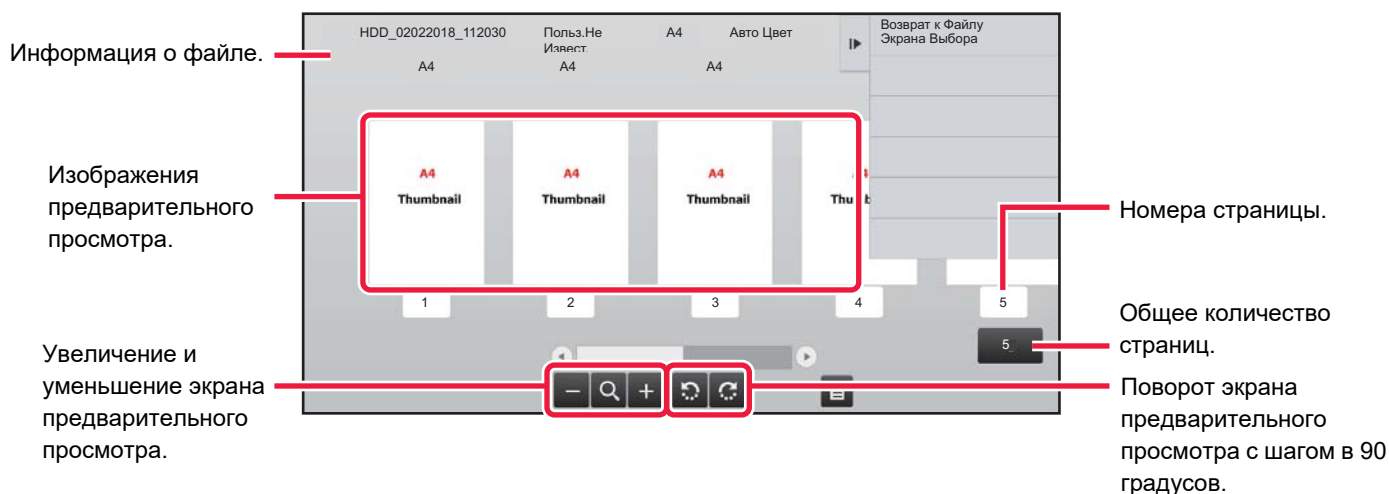 Информация о файле.
HDD_02022018_112030 Польз.Не A4 Авто Цвет
Извест.
A4 A4 A4
Возврат к Файлу
Экрана Выбора
Изображения
предварительного
просмотра.
A4 A4 A4
Thumbnail Thumbnail Thumbnail Thu
1 2 3 4 5
Номера страницы.
5
Общее количество
страниц.
Увеличение и
уменьшение экрана
предварительного
просмотра.
Поворот экрана
предварительного
просмотра с шагом в 90
градусов.